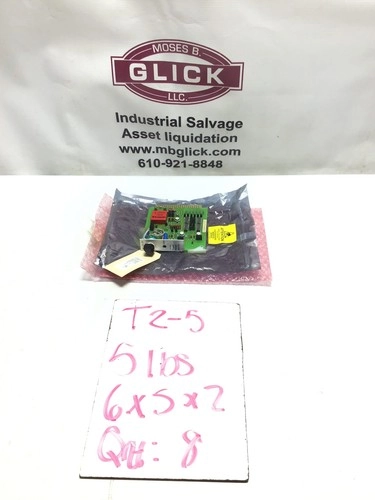 MOSES B.
GLICK
LLC.
Industrial Salvage
Asset liquidation
www.mbglick.com
610-921-8848
T2-5
5 lbs
6x5x2
Qnt: 8